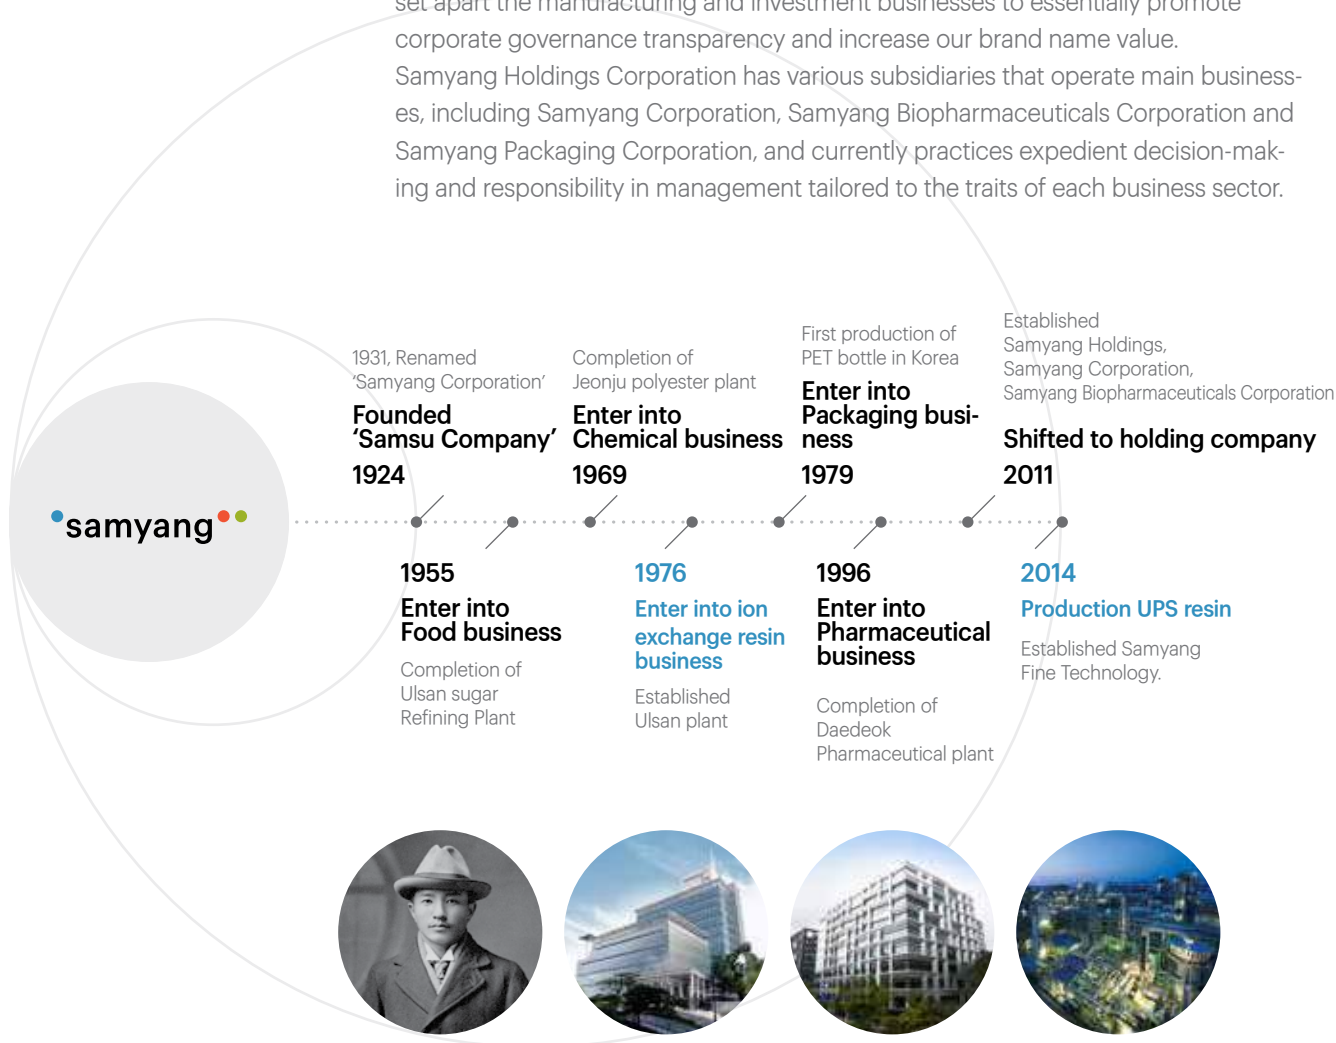 set apart the manufacturing and investment businesses to essentially promote
corporate governance transparency and increase our brand name value.
Samyang Holdings Corporation has various subsidiaries that operate main business-
es, including Samyang Corporation, Samyang Biopharmaceuticals Corporation and
Samyang Packaging Corporation, and currently practices expedient decision-mak-
ing and responsibility in management tailored to the traits of each business sector.
samyang
1931, Renamed
‘Samyang Corporation’
Founded
‘Samsu Company’
1924
1955
Enter into
Food business
Completion of
Ulsan sugar
Refining Plant
Completion of
Jeonju polyester plant
Enter into
Chemical business
1969
1976
Enter into ion
exchange resin
business
Established
Ulsan plant
First production of
PET bottle in Korea
Enter into
Packaging busi-
ness
1979
1996
Enter into
Pharmaceutical
business
Completion of
Daedeok
Pharmaceutical plant
Established
Samyang Holdings,
Samyang Corporation,
Samyang Biopharmaceuticals Corporation
Shifted to holding company
2011
2014
Production UPS resin
Established Samyang
Fine Technology.